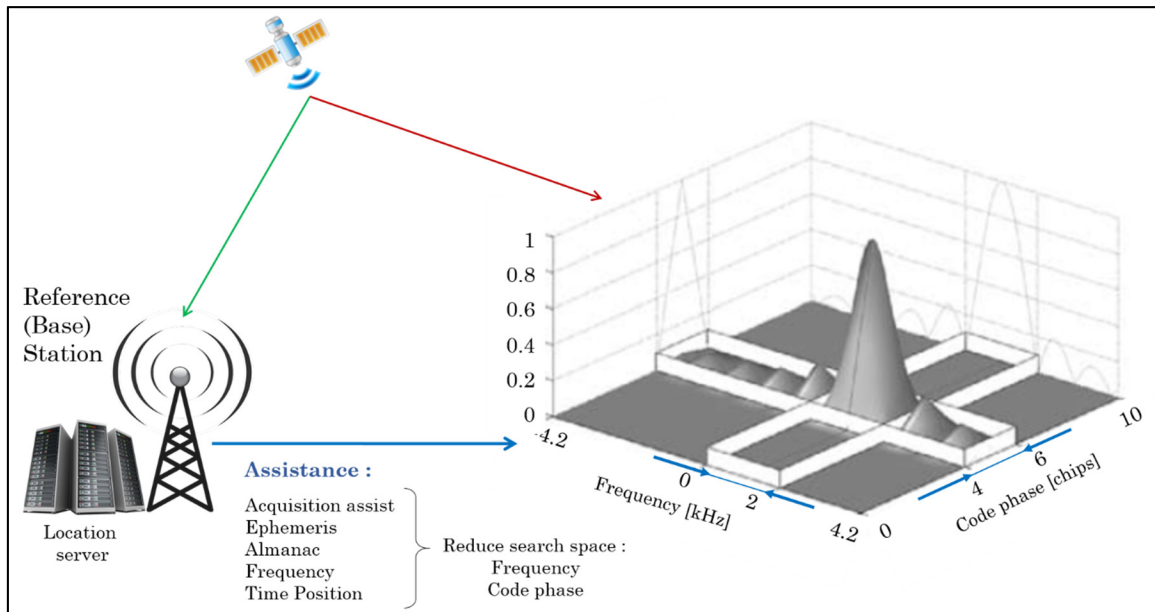 Reference
(Base)
Station
Location
server
Assistance :
Acquisition assist
Ephemeris
Almanac
Frequency
Time Position
Reduce search space :
Frequency
Code phase
1
0.8
0.6
0.4
0.2
0
-4.2
0
2
4.2
Frequency [kHz]
0
4
6
10
Code phase [chips]